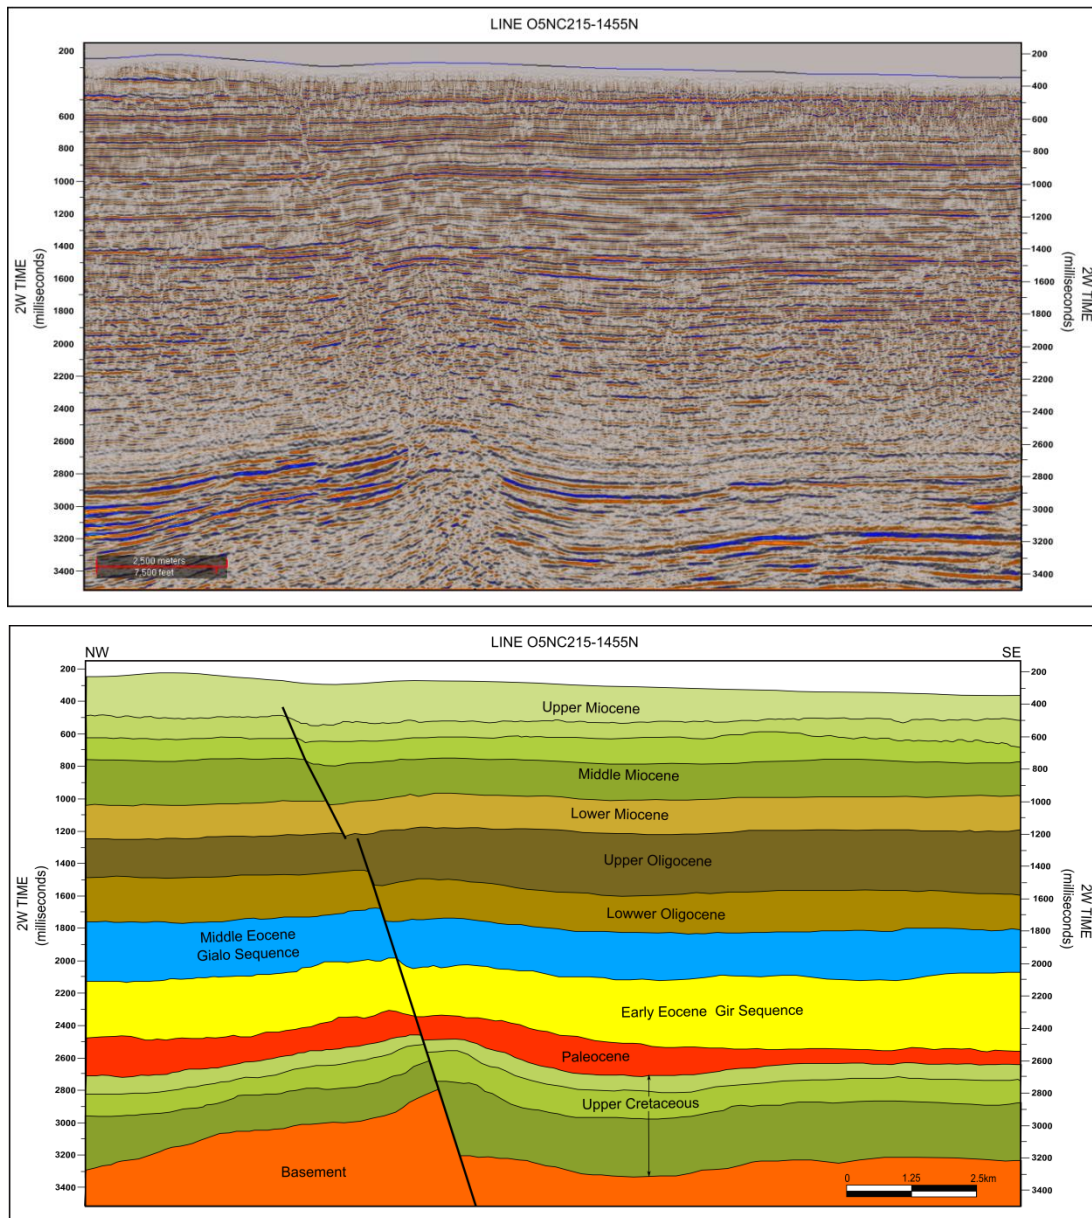 LINE O5NC215-1455N
200
400
600
800
1000
1200
1400
1600
1800
2000
2200
2400
2600
2800
3000
3200
3400
2W TIME
(milliseconds)
2,500 meters
7,500 feet
200
400
600
800
1000
1200
1400
1600
1800
2000
2200
2400
2600
2800
3000
3200
3400
2W TIME
(milliseconds)
LINE O5NC215-1455N
NW
SE
200
400
600
800
1000
1200
1400
1600
1800
2000
2200
2400
2600
2800
3000
3200
3400
2W TIME
(milliseconds)
Upper Miocene
Middle Miocene
Lower Miocene
Upper Oligocene
Lowwer Oligocene
Middle Eocene
Gialo Sequence
Early Eocene Gir Sequence
Paleocene
Upper Cretaceous
Basement
0 1.25 2.5km
200
400
600
800
1000
1200
1400
1600
1800
2000
2200
2400
2600
2800
3000
3200
3400
2W TIME
(milliseconds)